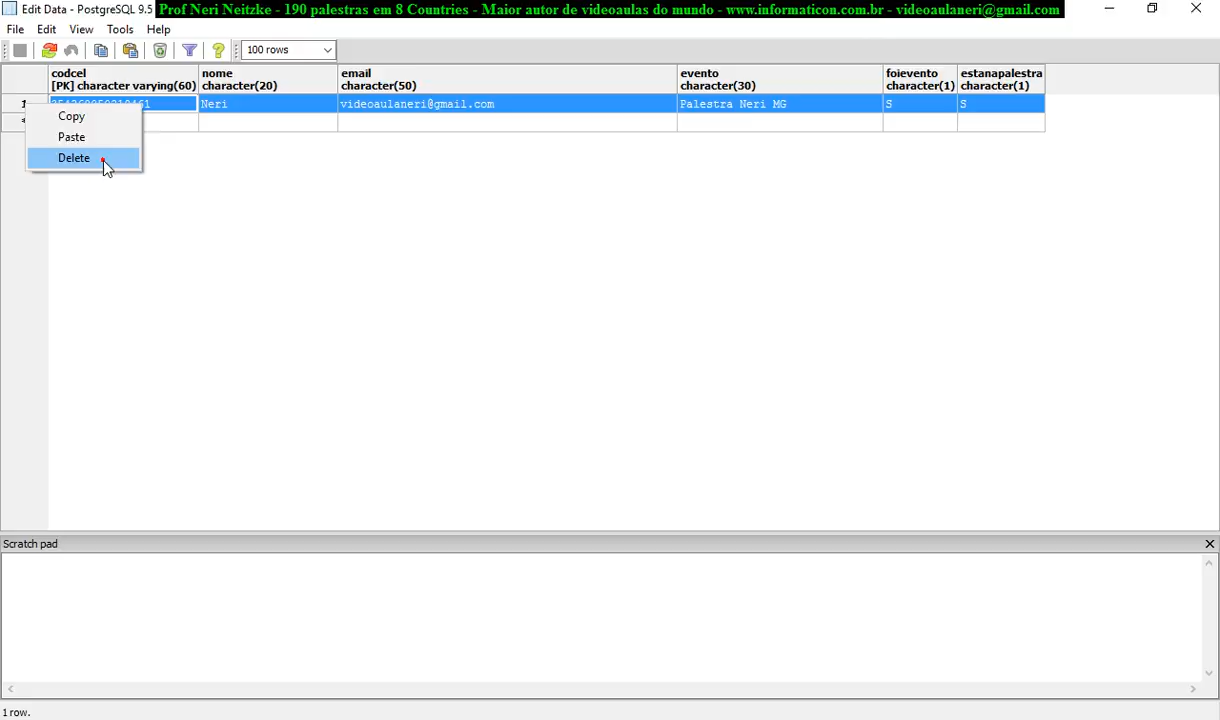 Edit Data - PostgreSQL 9.5
Prof Neri Neitzke - 190 palestras em 8 Countries - Maior autor de videoaulas do mundo - www.informaticon.com.br - videoaulaneri@gmail.com
File Edit View Tools Help
100 rows
codcel nome email evento foievento estanapalestra
[PK] character varying(60) character(20) character(50) character(30) character(1) character(1)
1 Neri videoaulaneri@gmail.com Palestra Neri MG S S
Copy
Paste
Delete
Scratch pad
1 row.